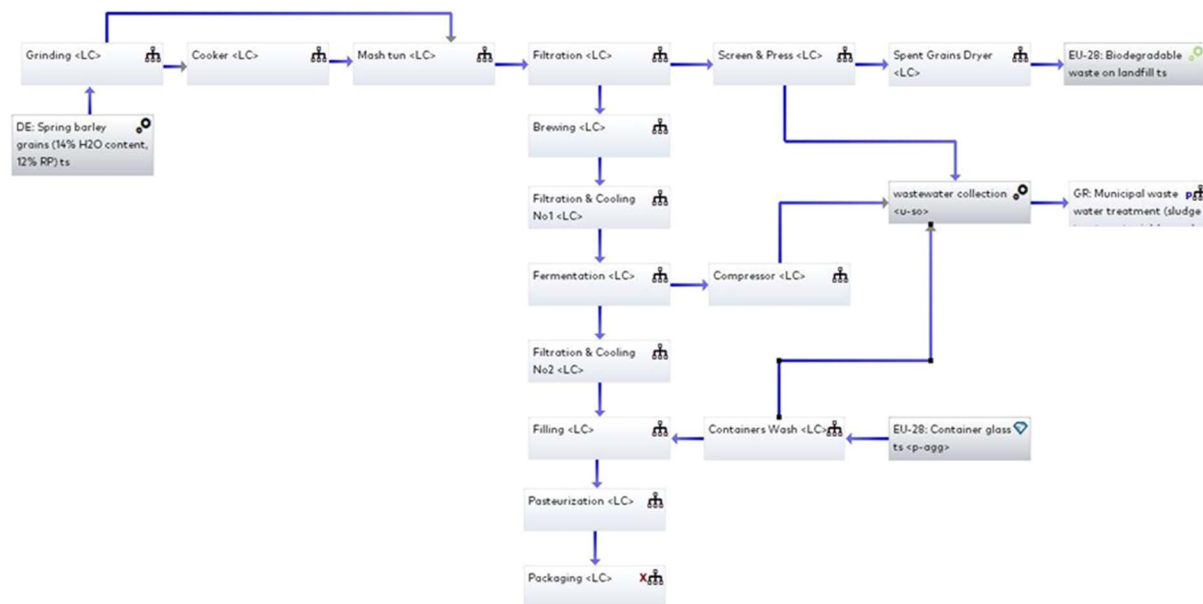 Grinding <LC>
Cooker <LC>
Mash tun <LC>
Filtration <LC>
Screen & Press <LC>
Spent Grains Dryer
<LC>
EU-28: Biodegradable
waste on landfill ts
DE: Spring barley
grains (14% H2O content,
12% RP) ts
Brewing <LC>
Filtration & Cooling
No1 <LC>
wastewater collection
<u-so>
GR: Municipal waste
water treatment (sludge
Fermentation <LC>
Compressor <LC>
Filtration & Cooling
No2 <LC>
Filling <LC>
Containers Wash <LC>
EU-28: Container glass
ts <p-agg>
Pasteurization <LC>
Packaging <LC>
X
p